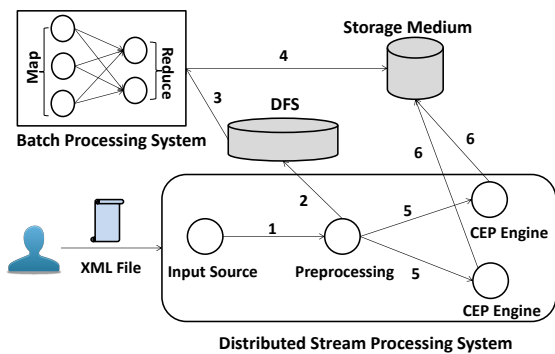 Storage Medium
Map
Reduce
4
3
DFS
Batch Processing System
6
6
2
5
1
CEP Engine
XML File
Input Source
Preprocessing
5
CEP Engine
Distributed Stream Processing System